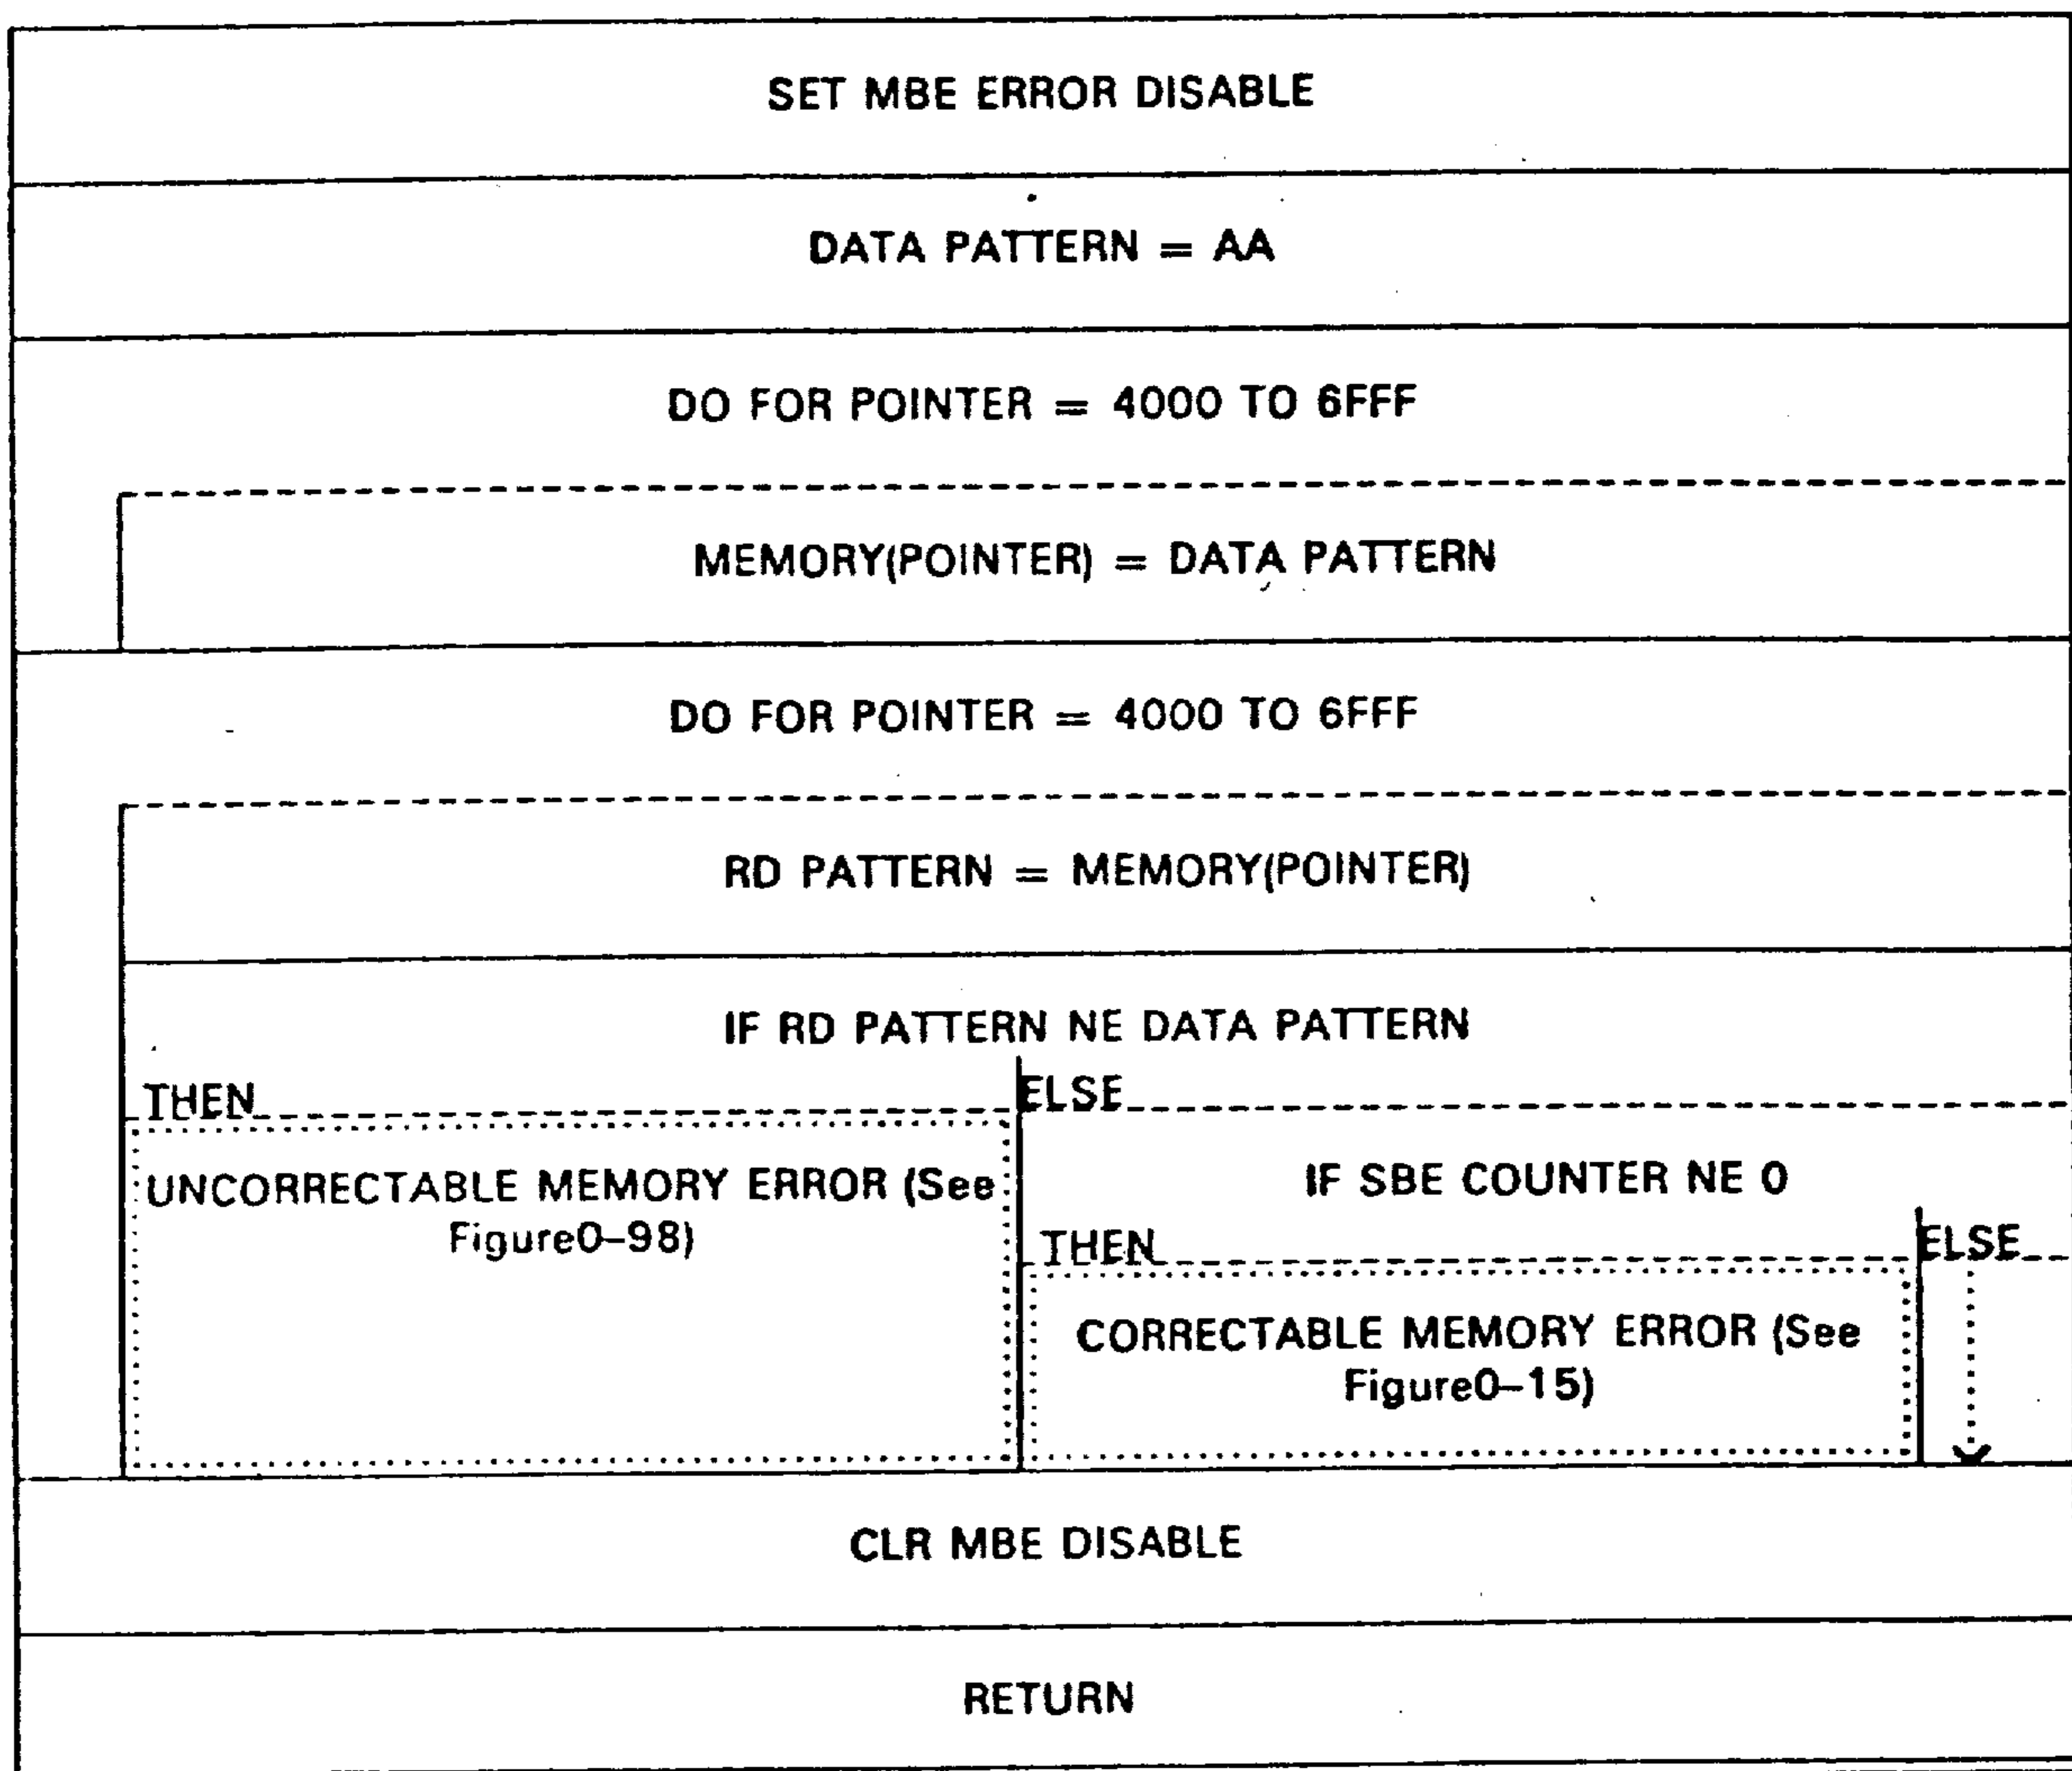 SET MBE ERROR DISABLE
DATA PATTERN = AA
DO FOR POINTER = 4000 TO 6FFF
MEMORY(POINTER) = DATA PATTERN
DO FOR POINTER = 4000 TO 6FFF
RD PATTERN = MEMORY(POINTER)
IF RD PATTERN NE DATA PATTERN
THEN
ELSE
UNCORRECTABLE MEMORY ERROR (See
Figure0–98)
IF SBE COUNTER NE 0
THEN
ELSE
CORRECTABLE MEMORY ERROR (See
Figure0–15)
CLR MBE DISABLE
RETURN